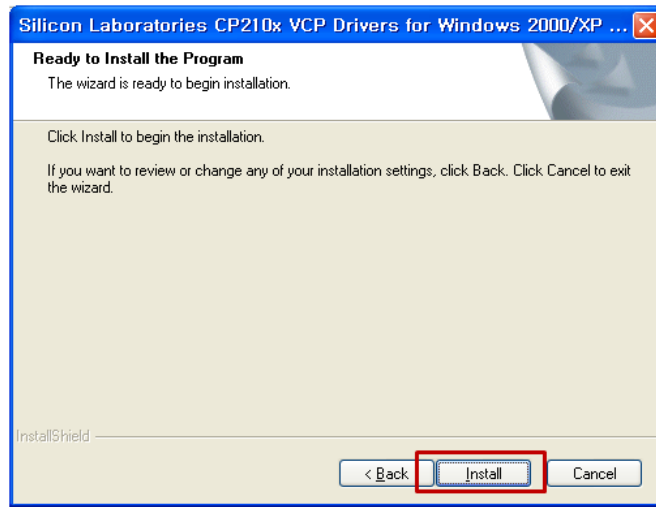 Silicon Laboratories CP210x VCP Drivers for Windows 2000/XP ...
Ready to Install the Program
The wizard is ready to begin installation.
Click Install to begin the installation.
If you want to review or change any of your installation settings, click Back. Click Cancel to exit
the wizard.
InstallShield
< Back Install Cancel